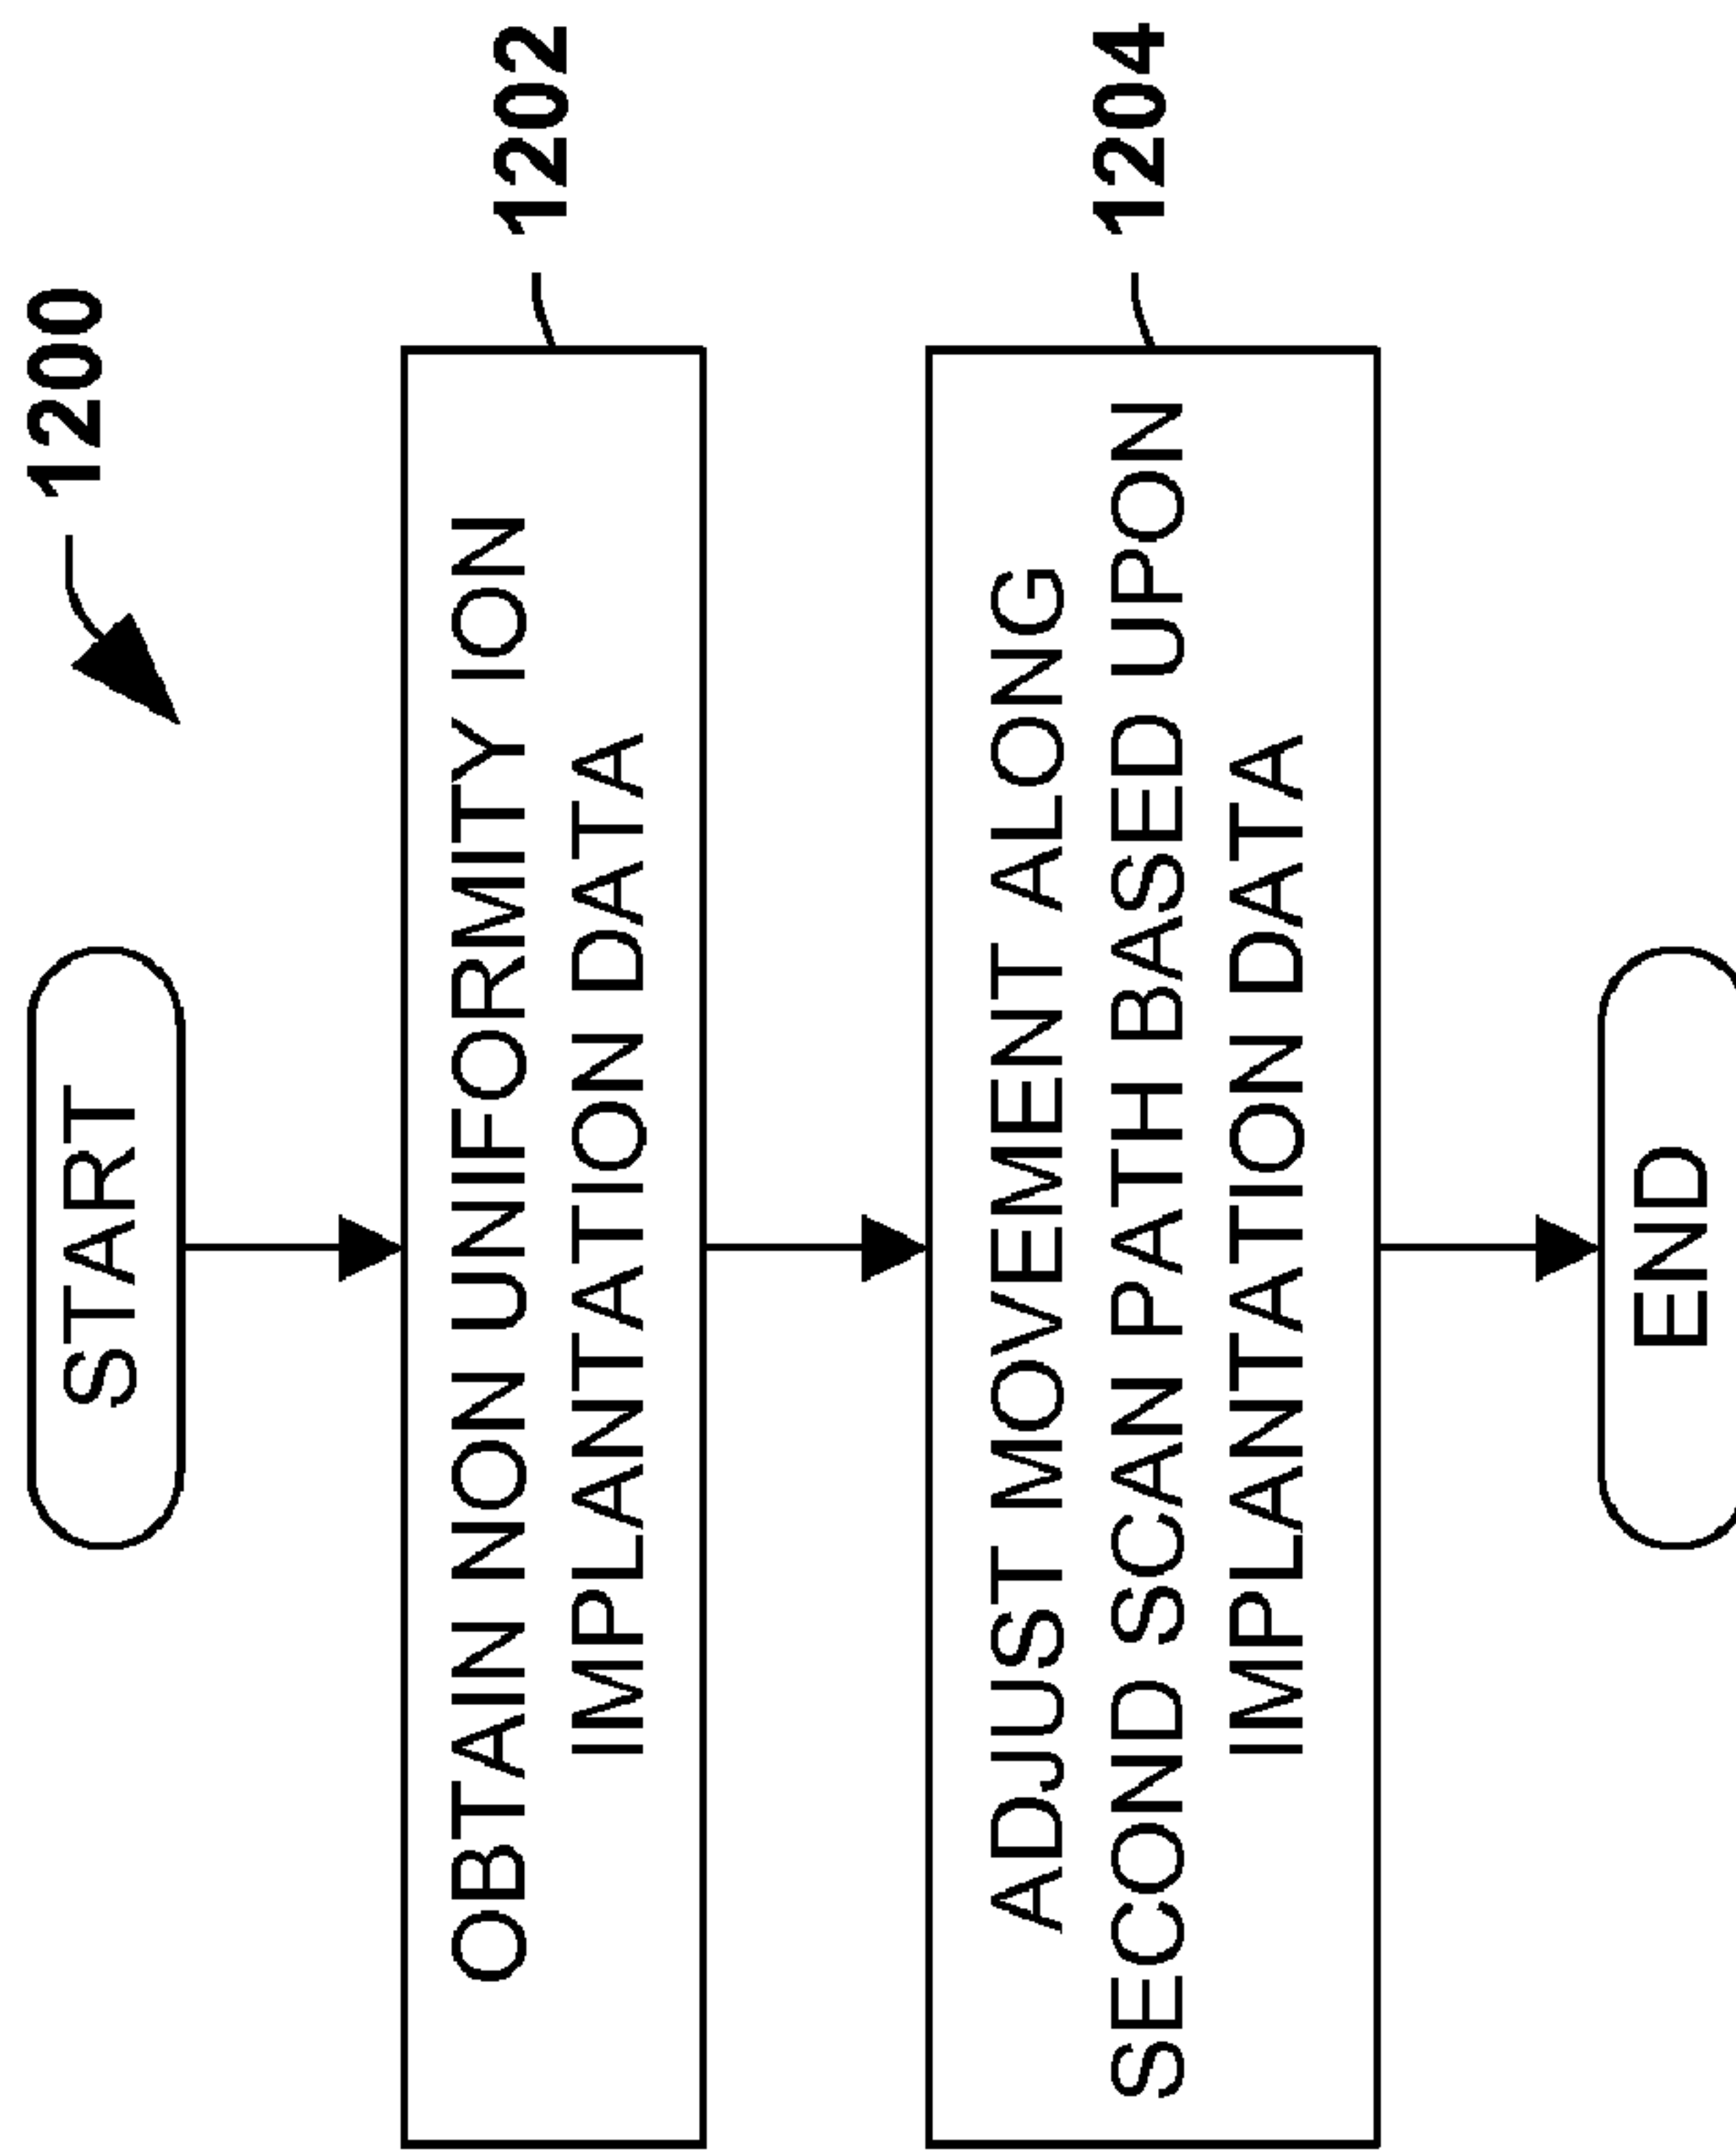 1200
START
OBTAIN NON UNIFORMITY ION
IMPLANTATION DATA
1202
ADJUST MOVEMENT ALONG
SECOND SCAN PATH BASED UPON
IMPLANTATION DATA
1204
END